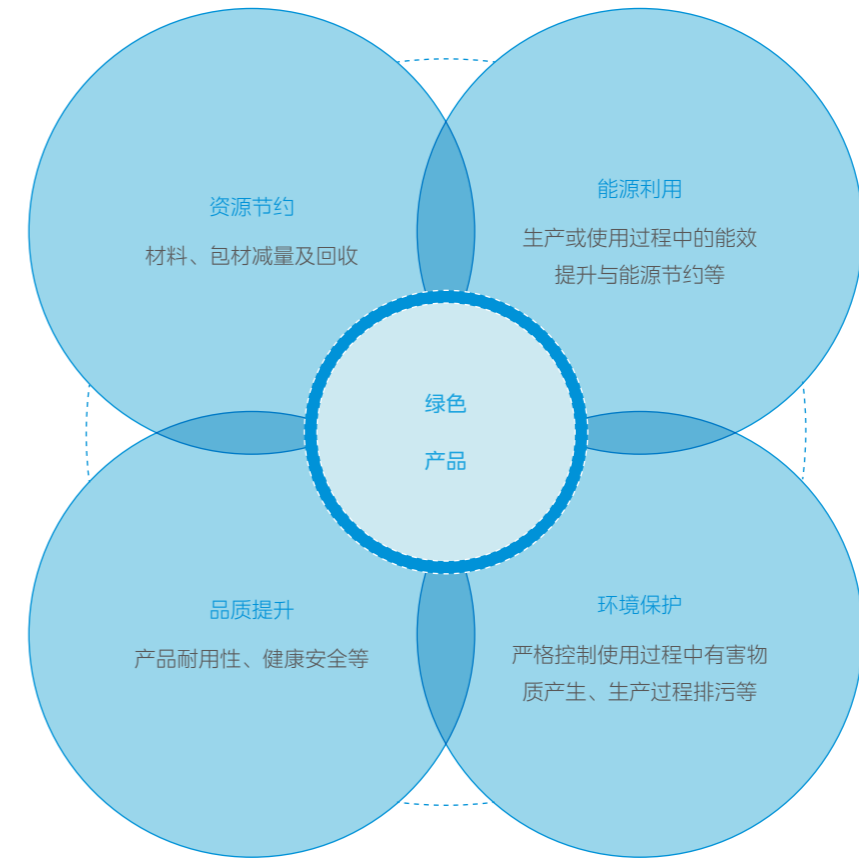 资源节约
材料、包材减量及回收
能源利用
生产或使用过程中的能效
提升与能源节约等
绿色
产品
品质提升
产品耐用性、健康安全等
环境保护
严格控制使用过程中有害物
质产生、生产过程排污等